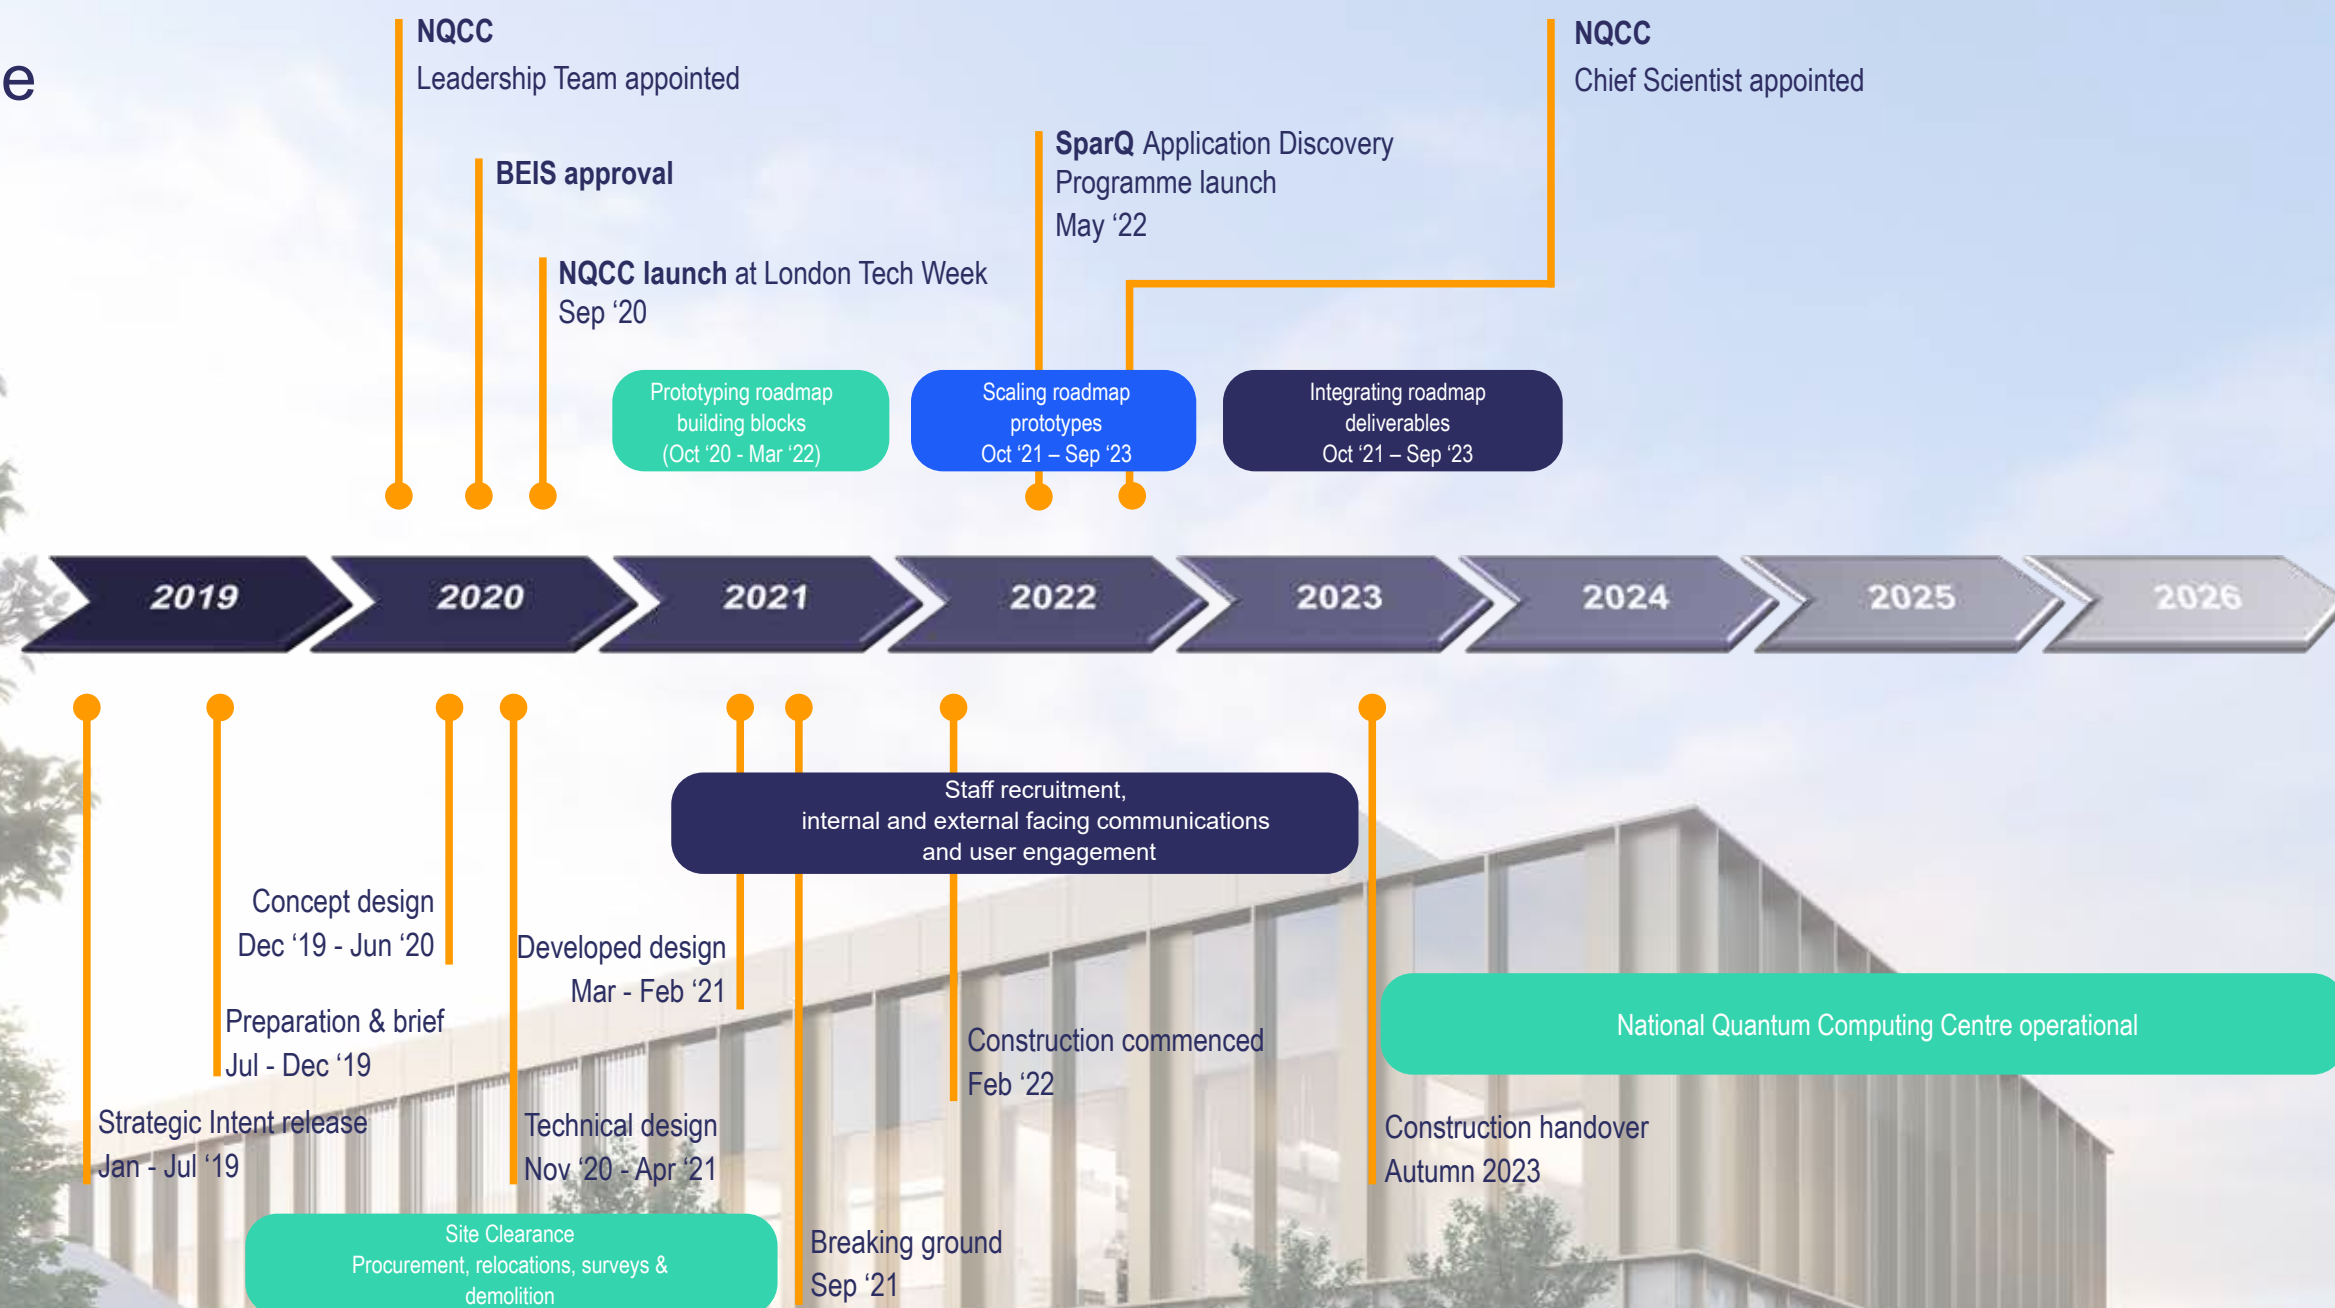 e
NQCC
Leadership Team appointed
BEIS approval
NQCC launch at London Tech Week
Sep ‘20
SparQ Application Discovery
Programme launch
May ‘22
NQCC
Chief Scientist appointed
Prototyping roadmap
building blocks
(Oct ‘20 - Mar ‘22)
Scaling roadmap
prototypes
Oct ‘21 – Sep ‘23
Integrating roadmap
deliverables
Oct ‘21 – Sep ‘23
2019
2020
2021
2022
2023
2024
2025
2026
Staff recruitment,
internal and external facing communications
and user engagement
Concept design
Dec ‘19 - Jun ‘20
Developed design
Mar - Feb ‘21
Preparation & brief
Jul - Dec ‘19
Construction commenced
Feb ‘22
National Quantum Computing Centre operational
Strategic Intent release
Jan - Jul ‘19
Technical design
Nov ‘20 - Apr ‘21
Construction handover
Autumn 2023
Site Clearance
Procurement, relocations, surveys &
demolition
Breaking ground
Sep ‘21